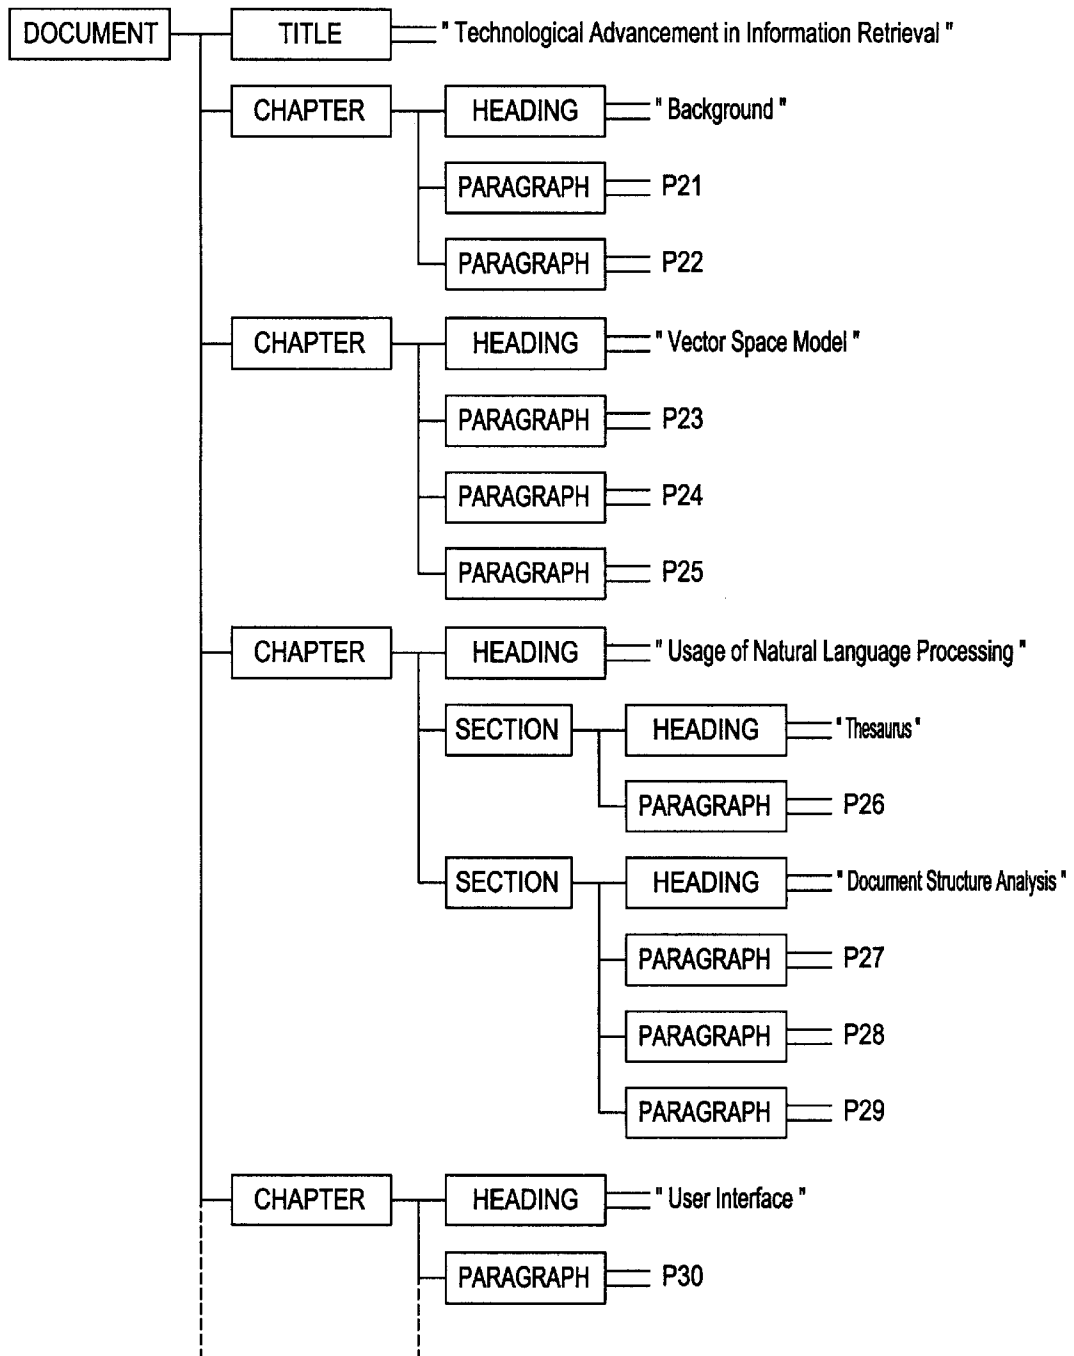 DOCUMENT TITLE " Technological Advancement in Information Retrieval "
CHAPTER HEADING " Background "
PARAGRAPH P21
PARAGRAPH P22
CHAPTER HEADING " Vector Space Model "
PARAGRAPH P23
PARAGRAPH P24
PARAGRAPH P25
CHAPTER HEADING " Usage of Natural Language Processing "
SECTION HEADING " Thesaurus "
PARAGRAPH P26
SECTION HEADING " Document Structure Analysis "
PARAGRAPH P27
PARAGRAPH P28
PARAGRAPH P29
CHAPTER HEADING " User Interface "
PARAGRAPH P30